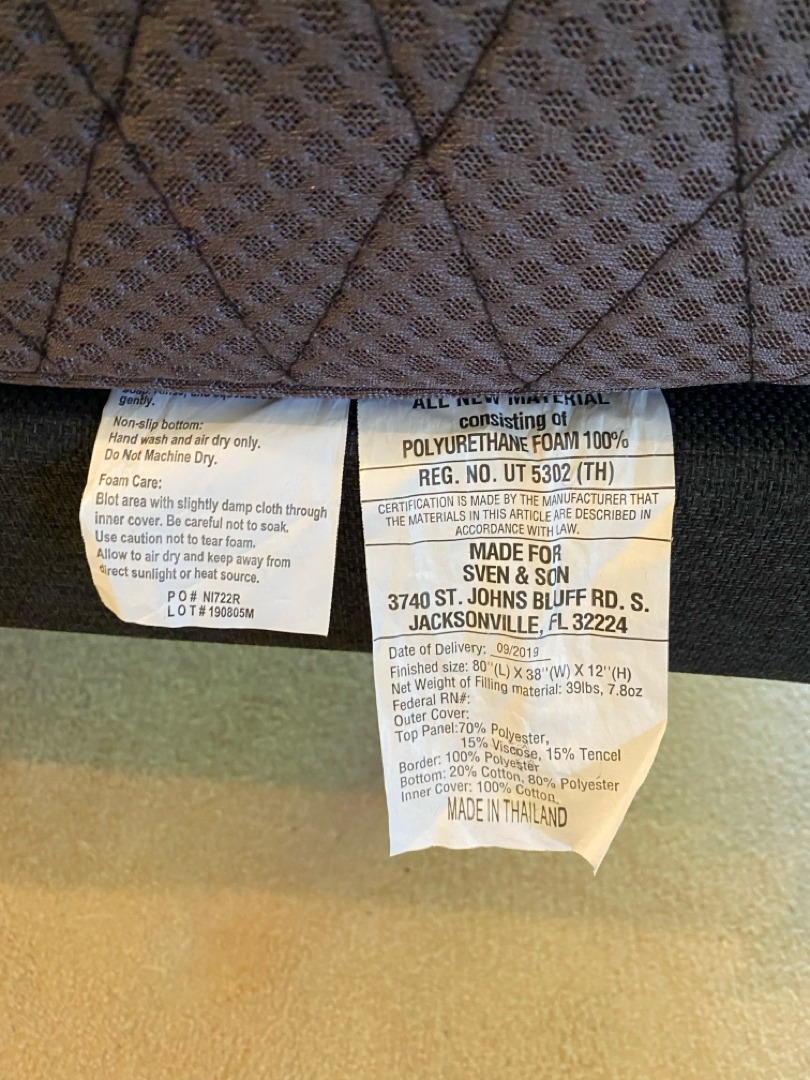 gently.
Non-slip bottom:
Hand wash and air dry only.
Do Not Machine Dry.
Foam Care:
Blot area with slightly damp cloth through
inner cover. Be careful not to soak.
Use caution not to tear foam.
Allow to air dry and keep away from
direct sunlight or heat source.
PO# NI722R
LOT# 190805M
ALL NEW MATERIAL
consisting of
POLYURETHANE FOAM 100%
REG. NO. UT 5302 (TH)
CERTIFICATION IS MADE BY THE MANUFACTURER THAT
THE MATERIALS IN THIS ARTICLE ARE DESCRIBED IN
ACCORDANCE WITH LAW.
MADE FOR
SVEN & SON
3740 ST. JOHNS BLUFF RD. S.
JACKSONVILLE, FL 32224
Date of Delivery: 09/2019
Finished size: 80''(L) X 38''(W) X 12''(H)
Net Weight of Filling material: 39lbs, 7.8oz
Federal RN#:
Outer Cover:
Top Panel:70% Polyester,
15% Viscose, 15% Tencel
Border: 100% Polyester
Bottom: 20% Cotton, 80% Polyester
Inner Cover: 100% Cotton
MADE IN THAILAND